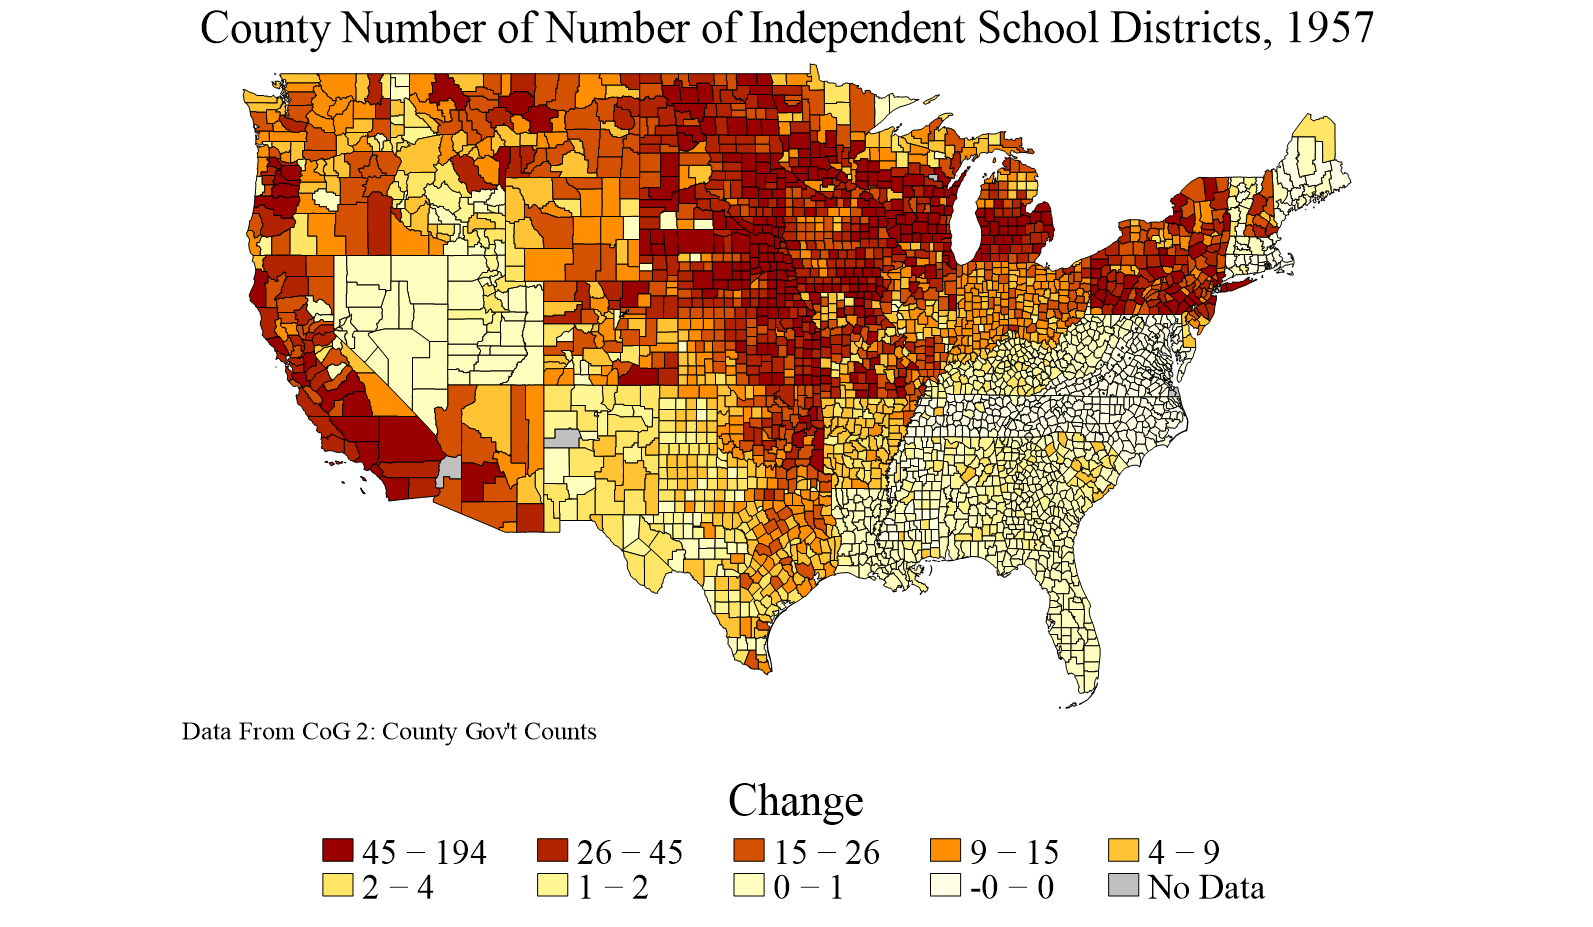 County Number of Number of Independent School Districts, 1957
Data From CoG 2: County Gov't Counts
Change
45 − 194
26 − 45
15 − 26
9 − 15
4 − 9
2 − 4
1 − 2
0 − 1
-0 − 0
No Data